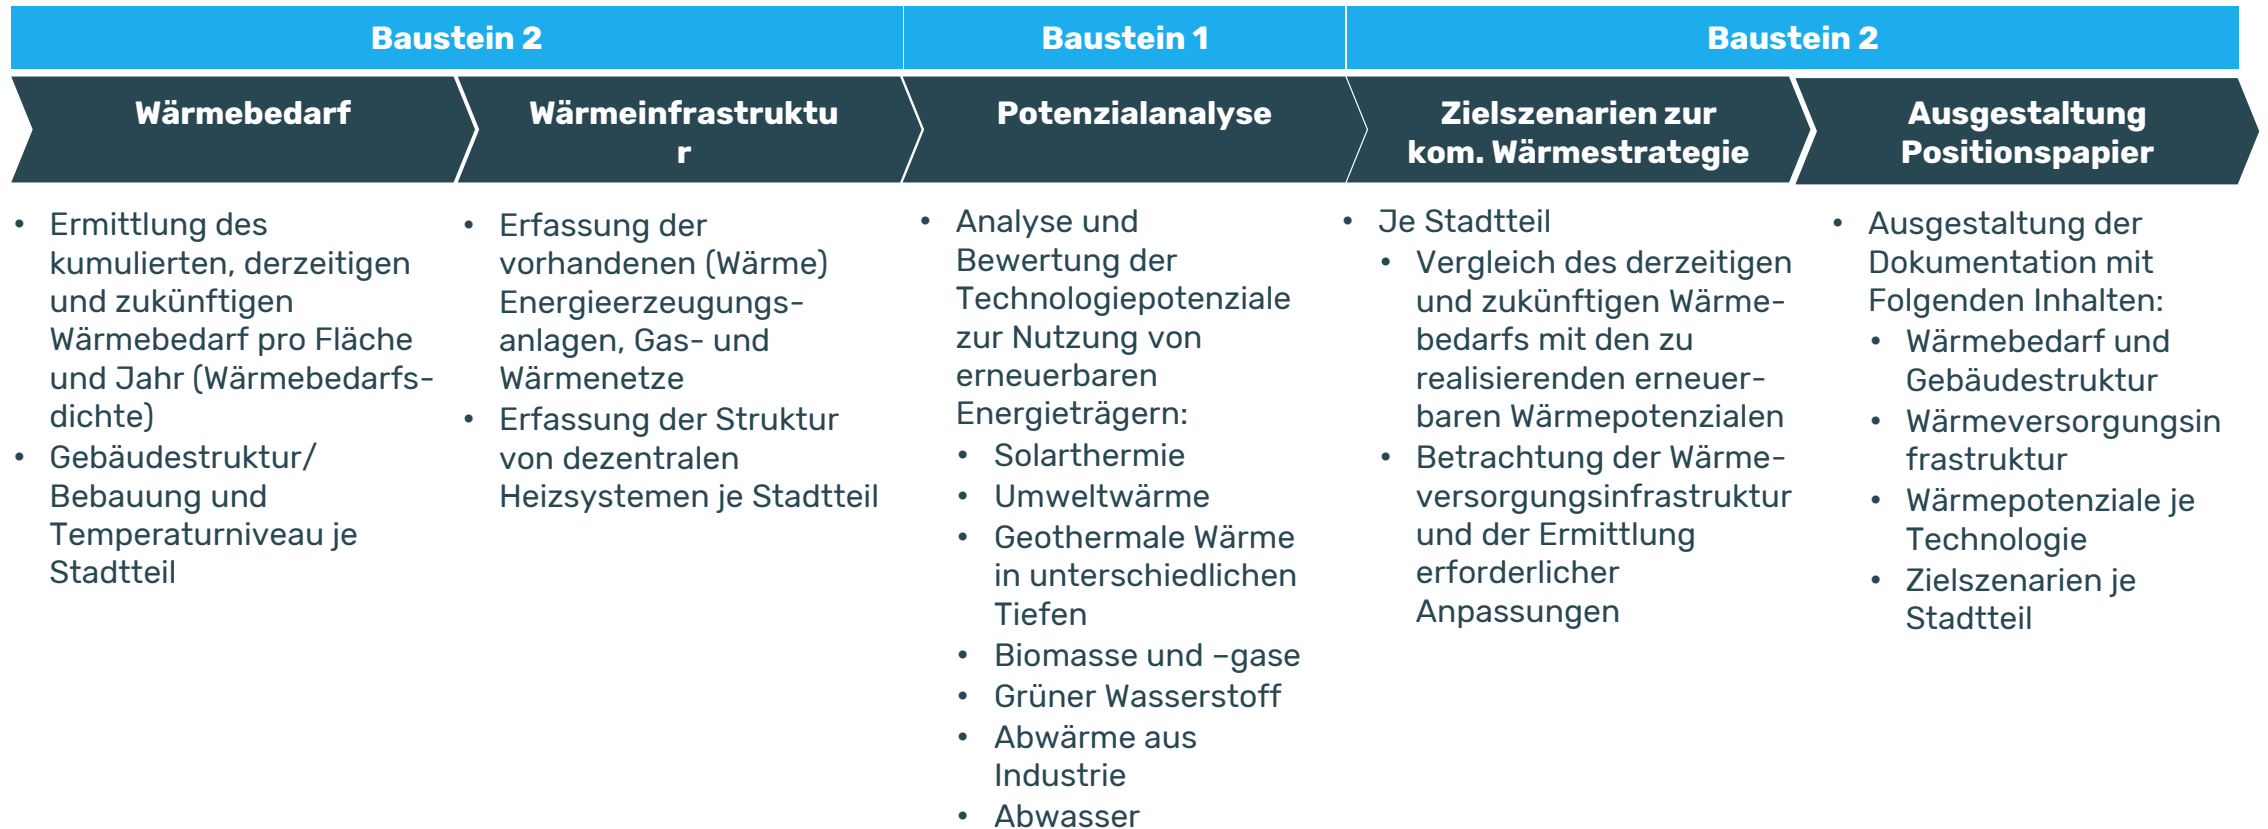 Baustein 2
Baustein 1
Baustein 2
Wärmebedarf
Wärmeinfrastruktu
r
Potenzialanalyse
Zielszenarien zur
kom. Wärmestrategie
Ausgestaltung
Positionspapier
• Ermittlung des
kumulierten, derzeitigen
und zukünftigen
Wärmebedarf pro Fläche
und Jahr (Wärmebedarfs-
dichte)
• Gebäudestruktur/
Bebauung und
Temperaturniveau je
Stadtteil
• Erfassung der
vorhandenen (Wärme)
Energieerzeugungs-
anlagen, Gas- und
Wärmenetze
• Erfassung der Struktur
von dezentralen
Heizsystemen je Stadtteil
• Analyse und
Bewertung der
Technologiepotenziale
zur Nutzung von
erneuerbaren
Energieträgern:
• Solarthermie
• Umweltwärme
• Geothermale Wärme
in unterschiedlichen
Tiefen
• Biomasse und –gase
• Grüner Wasserstoff
• Abwärme aus
Industrie
• Abwasser
• Je Stadtteil
• Vergleich des derzeitigen
und zukünftigen Wärme-
bedarfs mit den zu
realisierenden erneuer-
baren Wärmepotenzialen
• Betrachtung der Wärme-
versorgungsinfrastruktur
und der Ermittlung
erforderlicher
Anpassungen
• Ausgestaltung der
Dokumentation mit
Folgenden Inhalten:
• Wärmebedarf und
Gebäudestruktur
• Wärmeversorgungsin
frastruktur
• Wärmepotenziale je
Technologie
• Zielszenarien je
Stadtteil